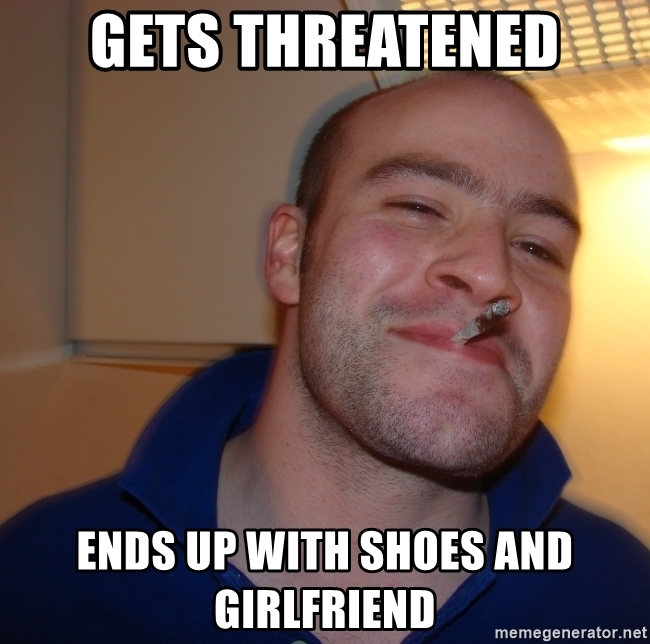 GETS THREATENED
ENDS UP WITH SHOES AND
GIRLFRIEND
memegenerator.net